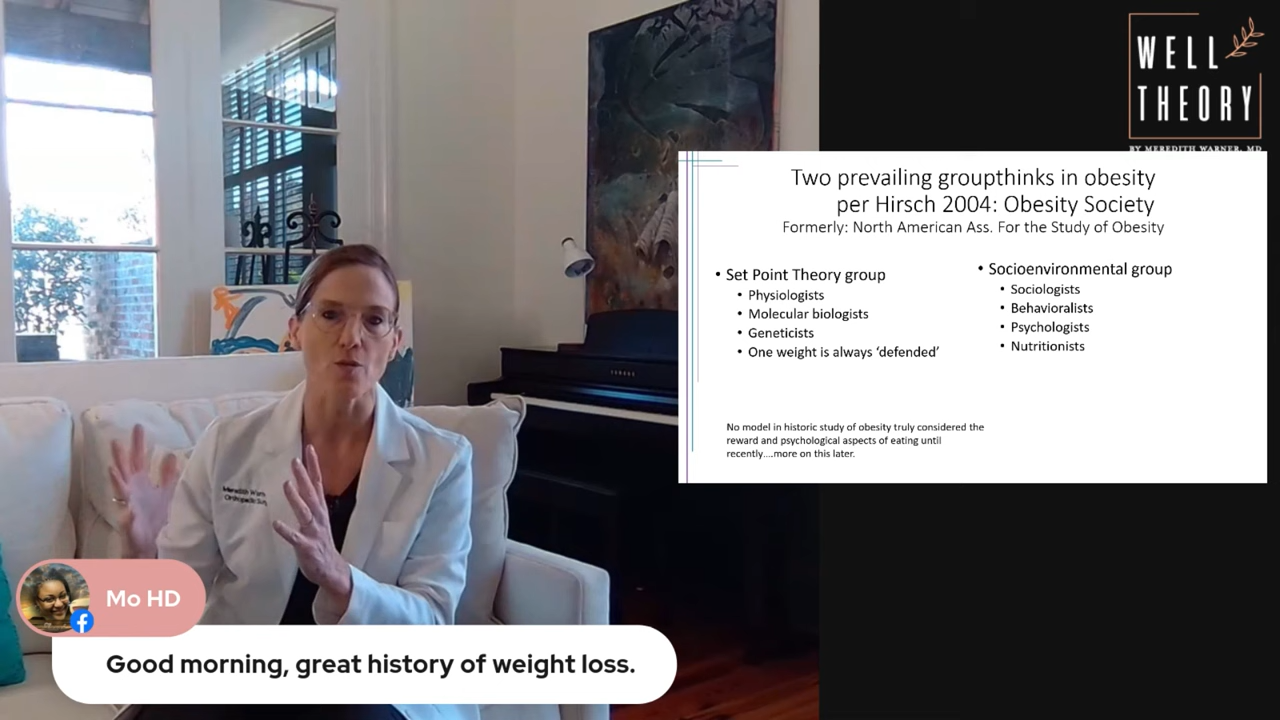 WELL
THEORY
BY MEREDITH WARNER, MD
Two prevailing groupthinks in obesity
per Hirsch 2004: Obesity Society
Formerly: North American Ass. For the Study of Obesity
• Set Point Theory group
• Physiologists
• Molecular biologists
• Geneticists
• One weight is always ‘defended’
• Socioenvironmental group
• Sociologists
• Behavioralists
• Psychologists
• Nutritionists
No model in historic study of obesity truly considered the
reward and psychological aspects of eating until
recently....more on this later.
YAMAHA
Meredith
Mo HD
Good morning, great history of weight loss.